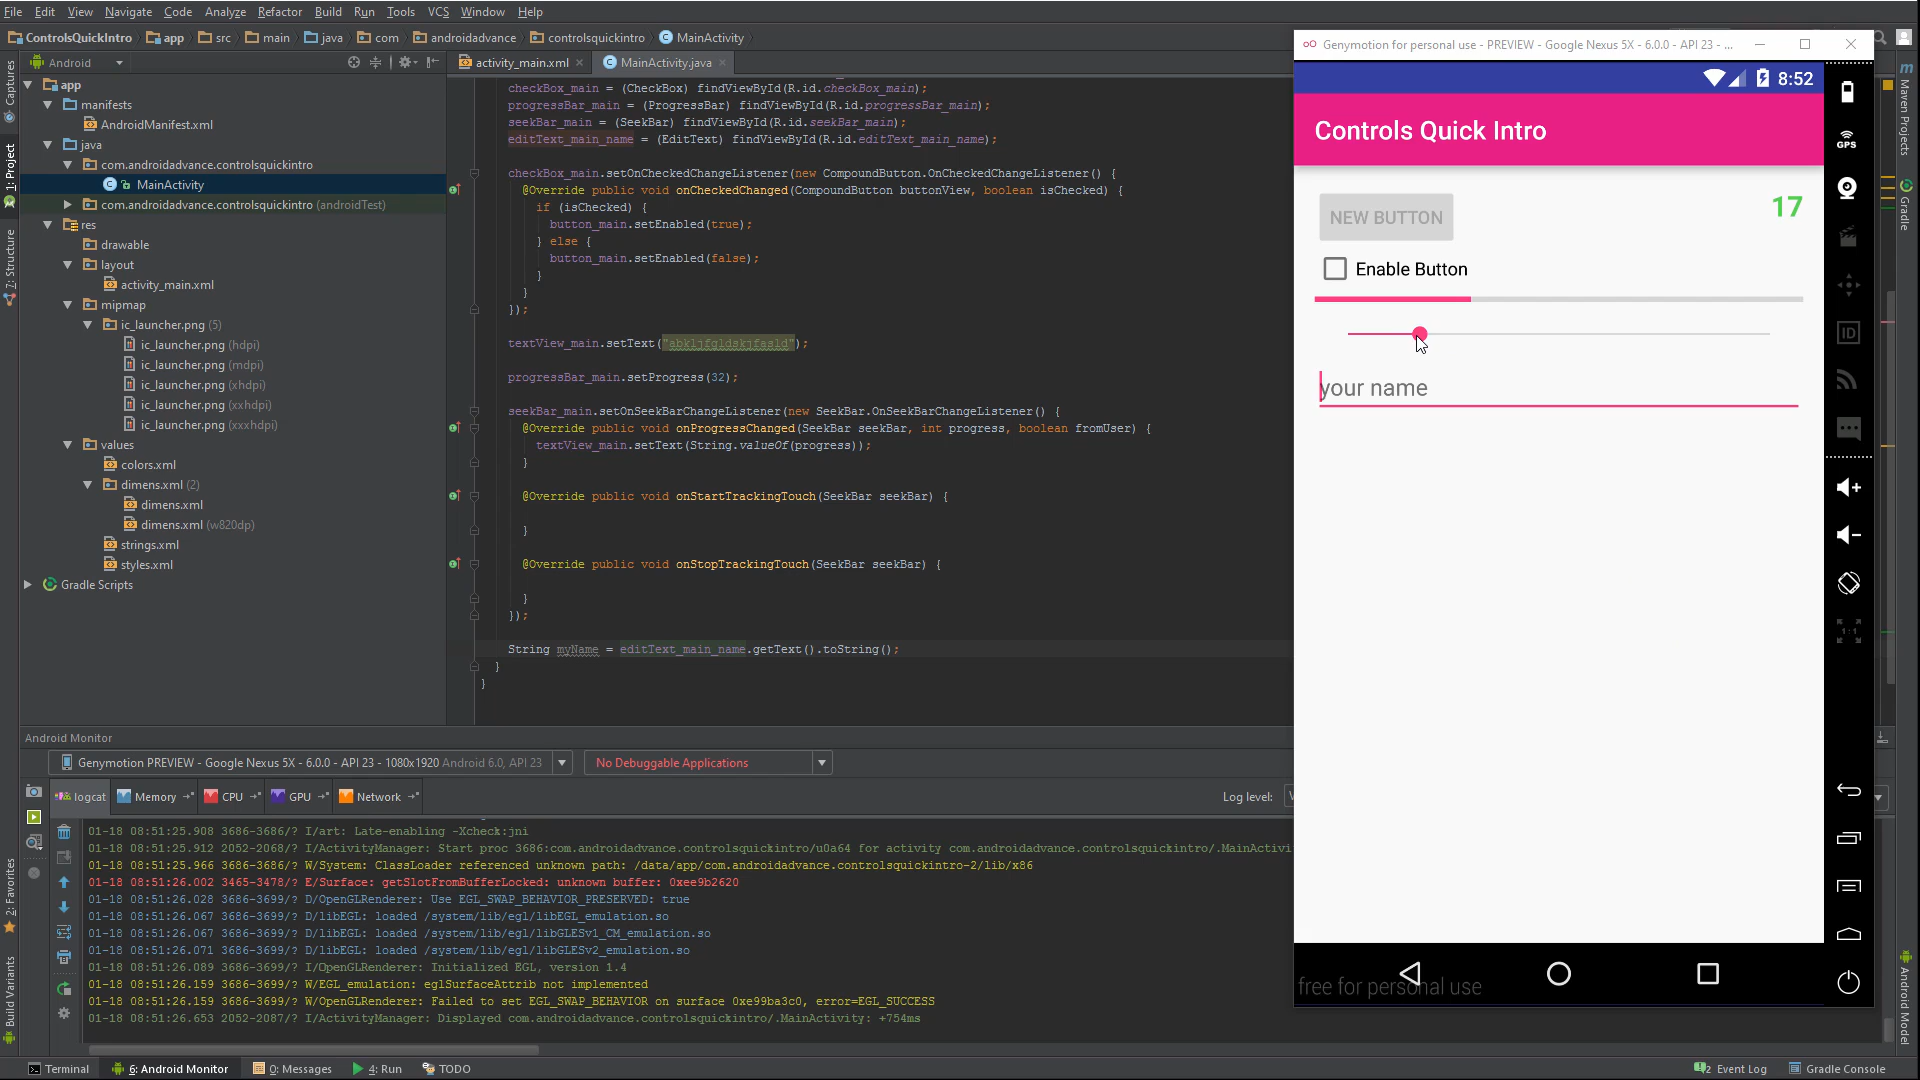 File Edit View Navigate Code Analyze Refactor Build Run Tools VCS Window Help
ControlsQuickIntro app src main java com androidadvance controlsquickintro MainActivity
Android
activity_main.xml MainActivity.java
1: Project
Captures
7: Structure
2: Favorites
Build Variants
app
manifests
AndroidManifest.xml
java
com.androidadvance.controlsquickintro
MainActivity
com.androidadvance.controlsquickintro (androidTest)
res
drawable
layout
activity_main.xml
mipmap
ic_launcher.png (5)
ic_launcher.png (hdpi)
ic_launcher.png (mdpi)
ic_launcher.png (xhdpi)
ic_launcher.png (xxhdpi)
ic_launcher.png (xxxhdpi)
values
colors.xml
dimens.xml (2)
dimens.xml
dimens.xml (w820dp)
strings.xml
styles.xml
Gradle Scripts
checkBox_main = (CheckBox) findViewById(R.id.checkBox_main);
progressBar_main = (ProgressBar) findViewById(R.id.progressBar_main);
seekBar_main = (SeekBar) findViewById(R.id.seekBar_main);
editText_main_name = (EditText) findViewById(R.id.editText_main_name);
checkBox_main.setOnCheckedChangeListener(new CompoundButton.OnCheckedChangeListener() {
@Override public void onCheckedChanged(CompoundButton buttonView, boolean isChecked) {
if (isChecked) {
button_main.setEnabled(true);
} else {
button_main.setEnabled(false);
}
}
});
textView_main.setText("abkljfgldskjfasld");
progressBar_main.setProgress(32);
seekBar_main.setOnSeekBarChangeListener(new SeekBar.OnSeekBarChangeListener() {
@Override public void onProgressChanged(SeekBar seekBar, int progress, boolean fromUser) {
textView_main.setText(String.valueOf(progress));
}
@Override public void onStartTrackingTouch(SeekBar seekBar) {
}
@Override public void onStopTrackingTouch(SeekBar seekBar) {
}
});
String myName = editText_main_name.getText().toString();
}
}
Genymotion for personal use - PREVIEW - Google Nexus 5X - 6.0.0 - API 23 - ...
8:52
Controls Quick Intro
NEW BUTTON
17
Enable Button
your name
free for personal use
GPS
ID
1:1
Maven Projects
Gradle
Android Model
Android Monitor
Genymotion PREVIEW - Google Nexus 5X - 6.0.0 - API 23 - 1080x1920 Android 6.0, API 23
No Debuggable Applications
logcat Memory CPU GPU Network
Log level:
01-18 08:51:25.908 3686-3686/? I/art: Late-enabling -Xcheck:jni
01-18 08:51:25.912 2052-2068/? I/ActivityManager: Start proc 3686:com.androidadvance.controlsquickintro/u0a64 for activity com.androidadvance.controlsquickintro/.MainActivi
01-18 08:51:25.966 3686-3686/? W/System: ClassLoader referenced unknown path: /data/app/com.androidadvance.controlsquickintro-2/lib/x86
01-18 08:51:26.002 3465-3478/? E/Surface: getSlotFromBufferLocked: unknown buffer: 0xee9b2620
01-18 08:51:26.028 3686-3699/? D/OpenGLRenderer: Use EGL_SWAP_BEHAVIOR_PRESERVED: true
01-18 08:51:26.067 3686-3699/? D/libEGL: loaded /system/lib/egl/libEGL_emulation.so
01-18 08:51:26.067 3686-3699/? D/libEGL: loaded /system/lib/egl/libGLESv1_CM_emulation.so
01-18 08:51:26.071 3686-3699/? D/libEGL: loaded /system/lib/egl/libGLESv2_emulation.so
01-18 08:51:26.089 3686-3699/? I/OpenGLRenderer: Initialized EGL, version 1.4
01-18 08:51:26.159 3686-3699/? W/EGL_emulation: eglSurfaceAttrib not implemented
01-18 08:51:26.159 3686-3699/? W/OpenGLRenderer: Failed to set EGL_SWAP_BEHAVIOR on surface 0xe99ba3c0, error=EGL_SUCCESS
01-18 08:51:26.653 2052-2087/? I/ActivityManager: Displayed com.androidadvance.controlsquickintro/.MainActivity: +754ms
Terminal 6: Android Monitor 0: Messages 4: Run TODO
2 Event Log Gradle Console